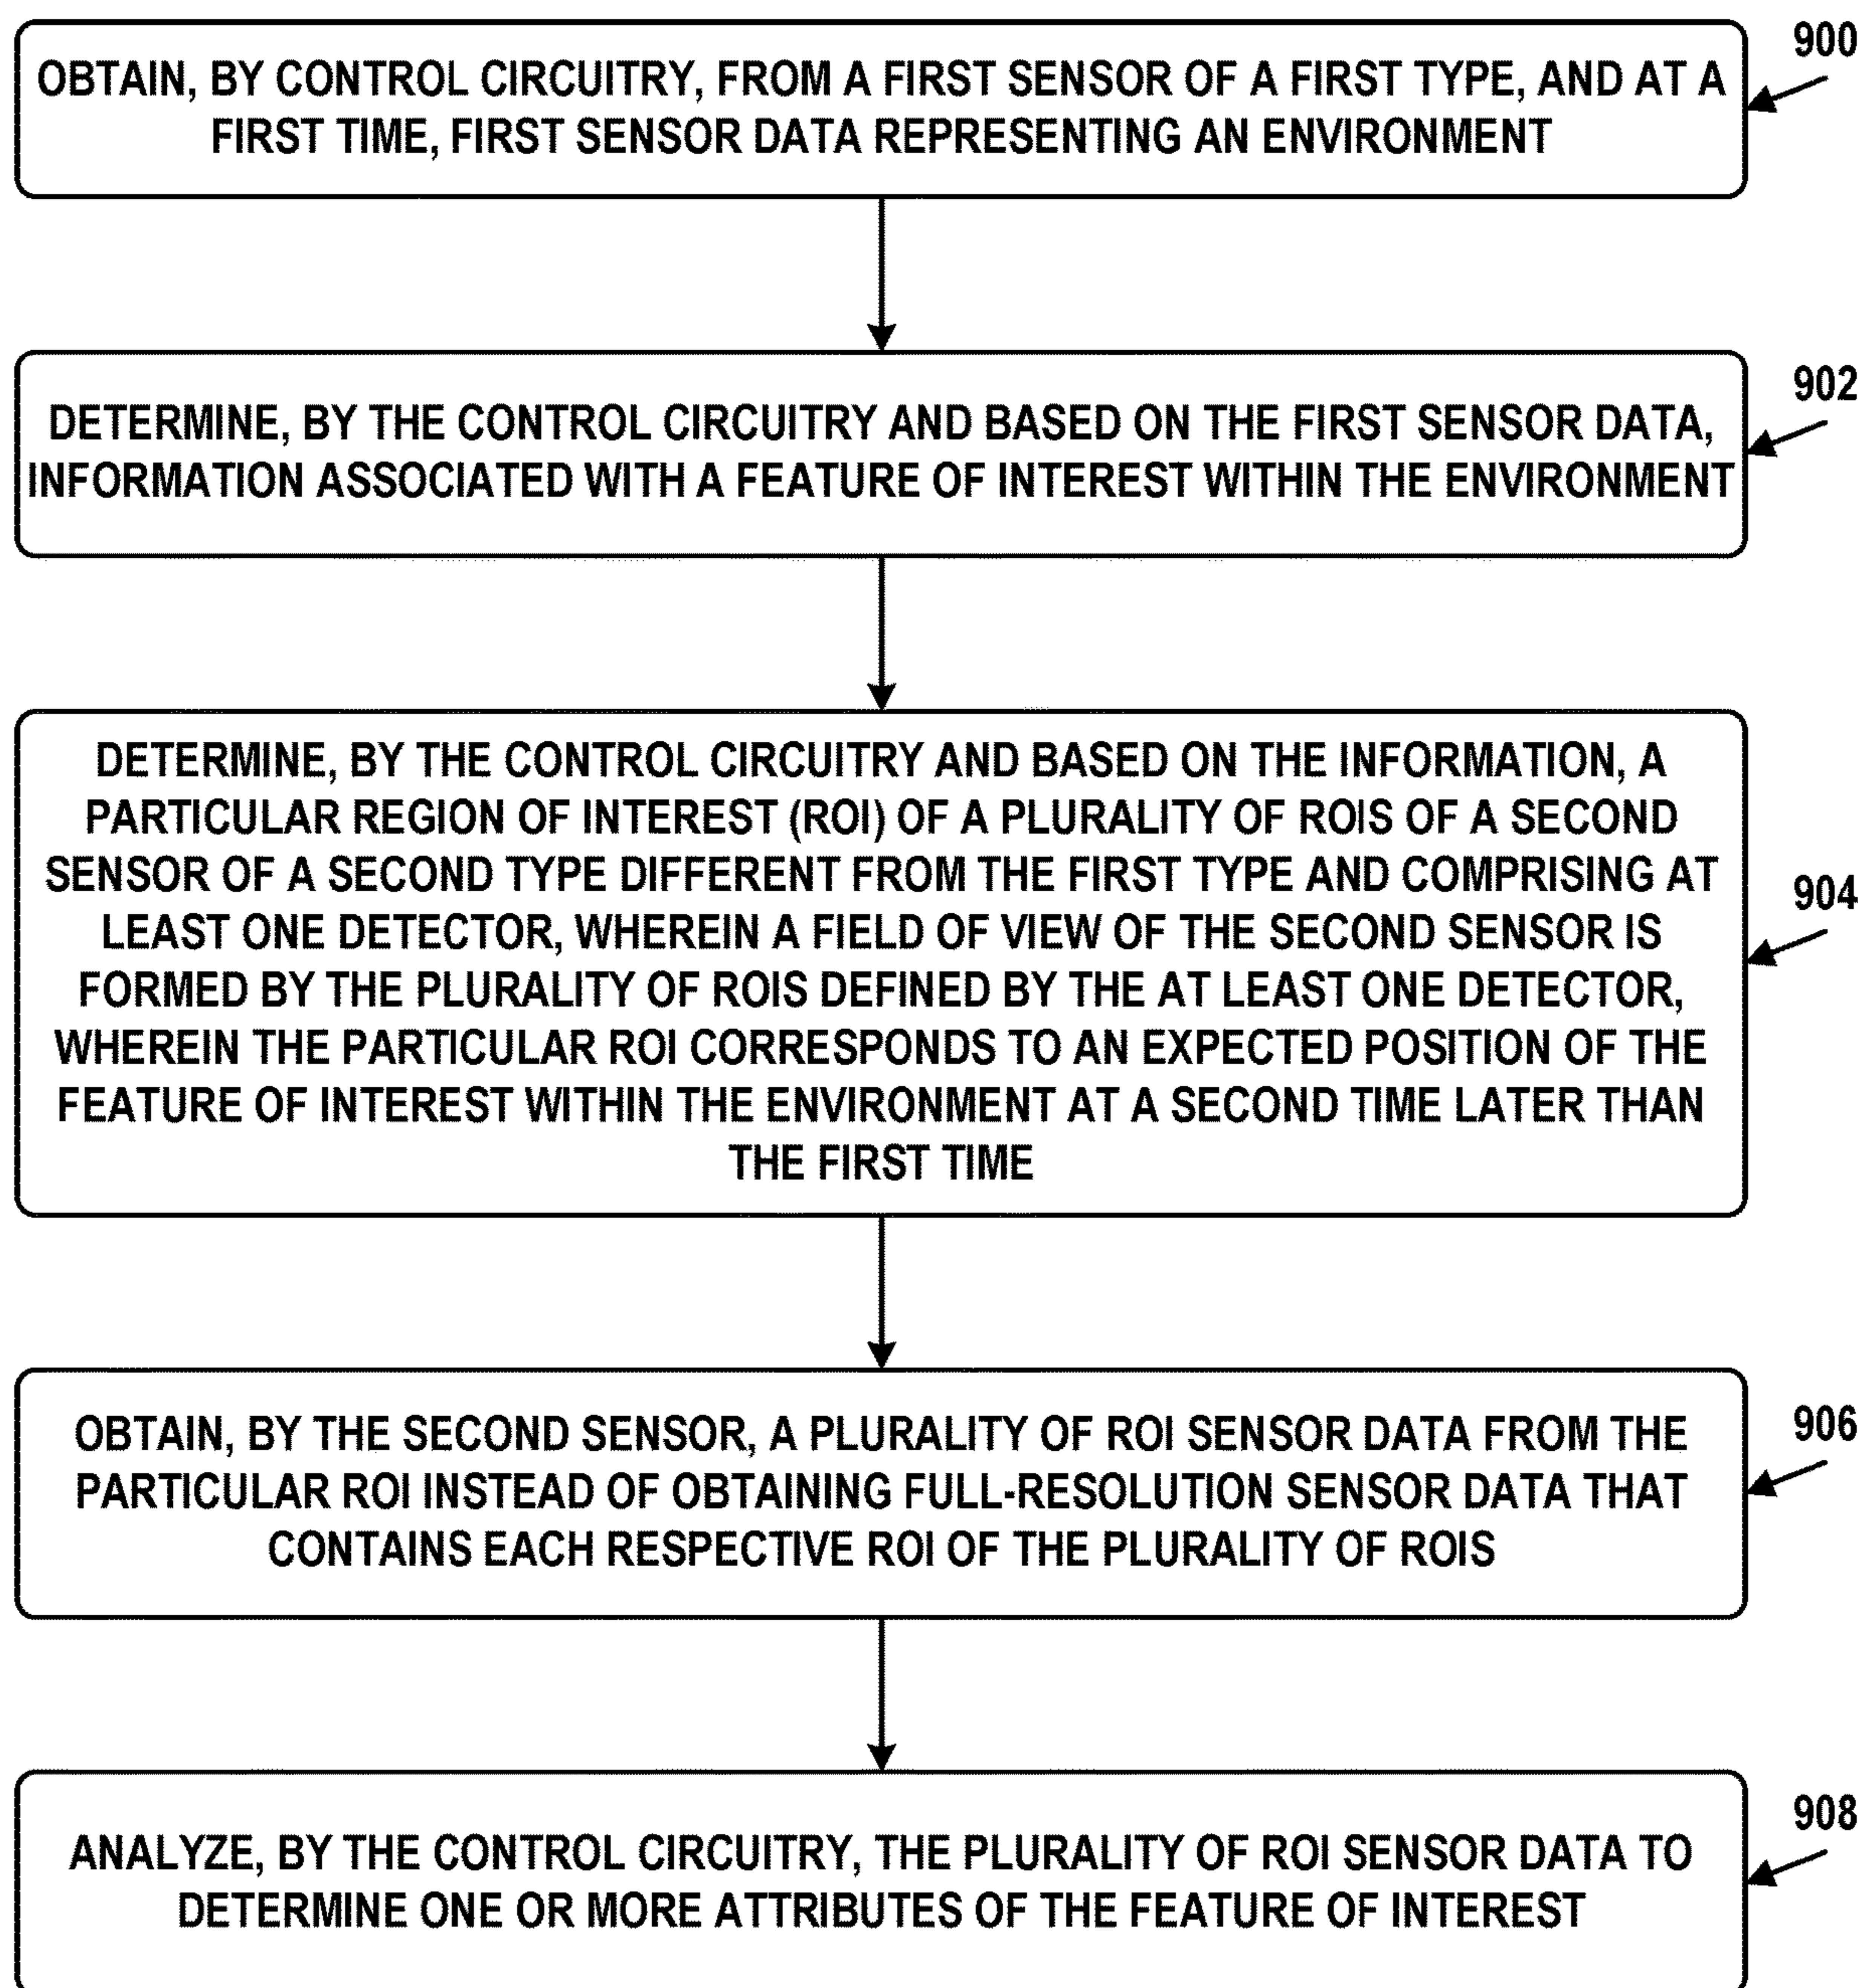 900
OBTAIN, BY CONTROL CIRCUITRY, FROM A FIRST SENSOR OF A FIRST TYPE, AND AT A
FIRST TIME, FIRST SENSOR DATA REPRESENTING AN ENVIRONMENT
902
DETERMINE, BY THE CONTROL CIRCUITRY AND BASED ON THE FIRST SENSOR DATA,
INFORMATION ASSOCIATED WITH A FEATURE OF INTEREST WITHIN THE ENVIRONMENT
904
DETERMINE, BY THE CONTROL CIRCUITRY AND BASED ON THE INFORMATION, A
PARTICULAR REGION OF INTEREST (ROI) OF A PLURALITY OF ROIS OF A SECOND
SENSOR OF A SECOND TYPE DIFFERENT FROM THE FIRST TYPE AND COMPRISING AT
LEAST ONE DETECTOR, WHEREIN A FIELD OF VIEW OF THE SECOND SENSOR IS
FORMED BY THE PLURALITY OF ROIS DEFINED BY THE AT LEAST ONE DETECTOR,
WHEREIN THE PARTICULAR ROI CORRESPONDS TO AN EXPECTED POSITION OF THE
FEATURE OF INTEREST WITHIN THE ENVIRONMENT AT A SECOND TIME LATER THAN
THE FIRST TIME
906
OBTAIN, BY THE SECOND SENSOR, A PLURALITY OF ROI SENSOR DATA FROM THE
PARTICULAR ROI INSTEAD OF OBTAINING FULL-RESOLUTION SENSOR DATA THAT
CONTAINS EACH RESPECTIVE ROI OF THE PLURALITY OF ROIS
908
ANALYZE, BY THE CONTROL CIRCUITRY, THE PLURALITY OF ROI SENSOR DATA TO
DETERMINE ONE OR MORE ATTRIBUTES OF THE FEATURE OF INTEREST